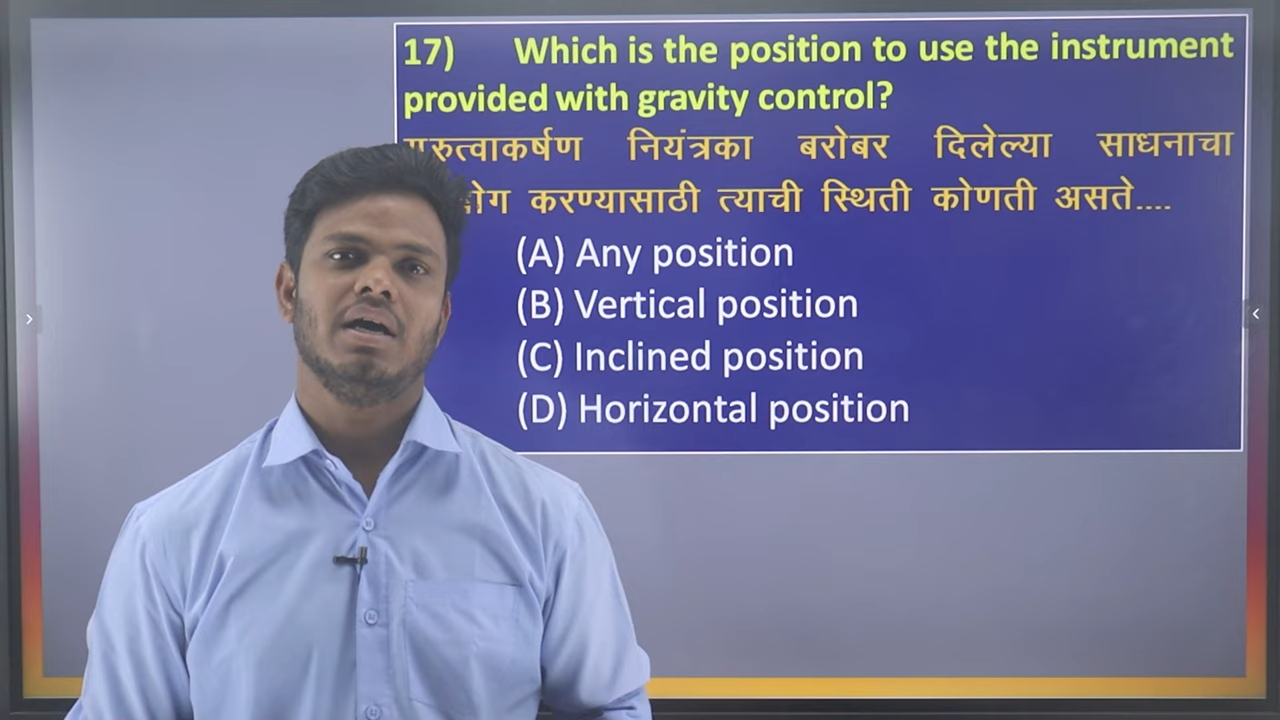 17) Which is the position to use the instrument
provided with gravity control?
नियंत्रका बरोबर दिलेल्या साधनाचा
करण्यासाठी त्याची स्थिती कोणती असते....
(A) Any position
(B) Vertical position
(C) Inclined position
(D) Horizontal position